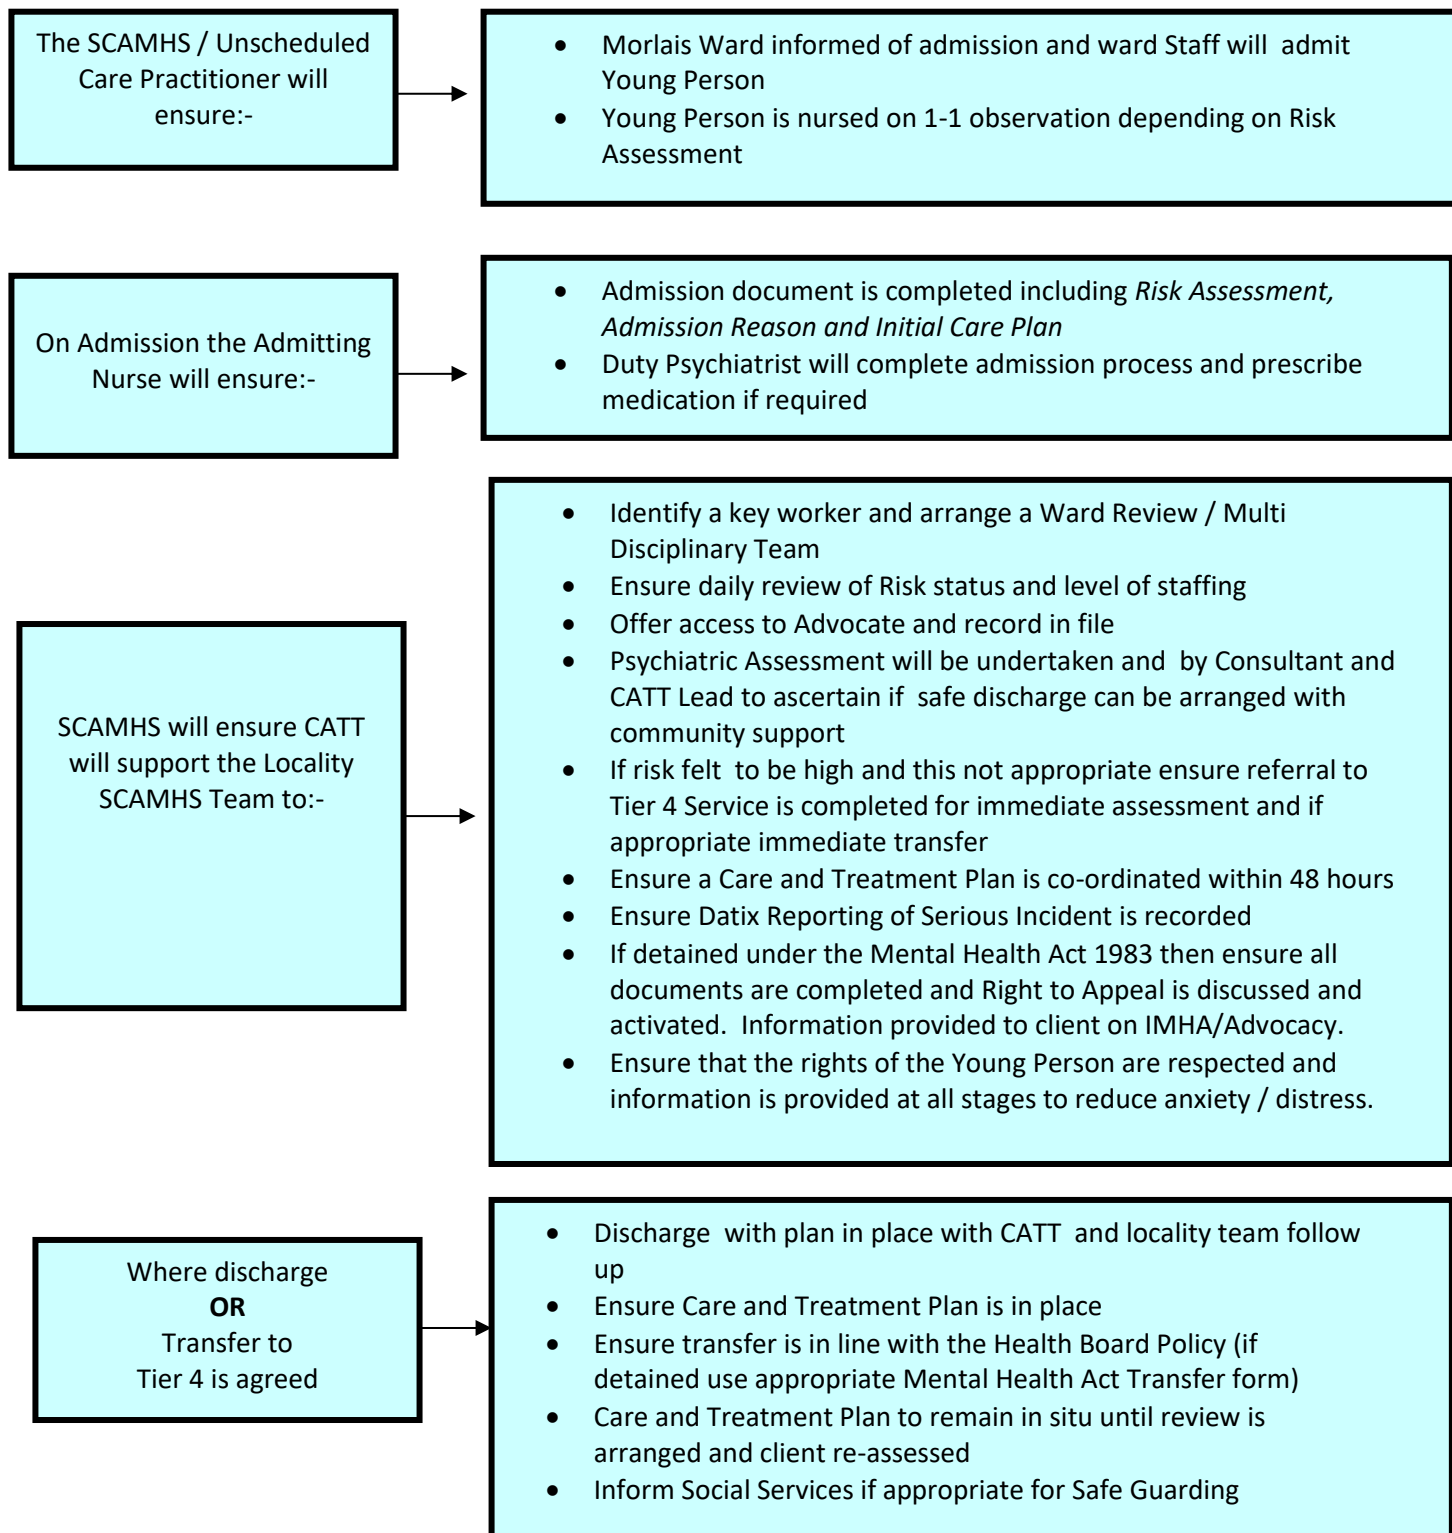 The SCAMHS / Unscheduled
Care Practitioner will
ensure:-
• Morlais Ward informed of admission and ward Staff will  admit
Young Person
• Young Person is nursed on 1-1 observation depending on Risk
Assessment
On Admission the Admitting
Nurse will ensure:-
• Admission document is completed including Risk Assessment,
Admission Reason and Initial Care Plan
• Duty Psychiatrist will complete admission process and prescribe
medication if required
SCAMHS will ensure CATT
will support the Locality
SCAMHS Team to:-
• Identify a key worker and arrange a Ward Review / Multi
Disciplinary Team
• Ensure daily review of Risk status and level of staffing
• Offer access to Advocate and record in file
• Psychiatric Assessment will be undertaken and  by Consultant and
CATT Lead to ascertain if  safe discharge can be arranged with
community support
• If risk felt  to be high and this not appropriate ensure referral to
Tier 4 Service is completed for immediate assessment and if
appropriate immediate transfer
• Ensure a Care and Treatment Plan is co-ordinated within 48 hours
• Ensure Datix Reporting of Serious Incident is recorded
• If detained under the Mental Health Act 1983 then ensure all
documents are completed and Right to Appeal is discussed and
activated.  Information provided to client on IMHA/Advocacy.
• Ensure that the rights of the Young Person are respected and
information is provided at all stages to reduce anxiety / distress.
Where discharge
OR
Transfer to
Tier 4 is agreed
• Discharge  with plan in place with CATT  and locality team follow
up
• Ensure Care and Treatment Plan is in place
• Ensure transfer is in line with the Health Board Policy (if
detained use appropriate Mental Health Act Transfer form)
• Care and Treatment Plan to remain in situ until review is
arranged and client re-assessed
• Inform Social Services if appropriate for Safe Guarding